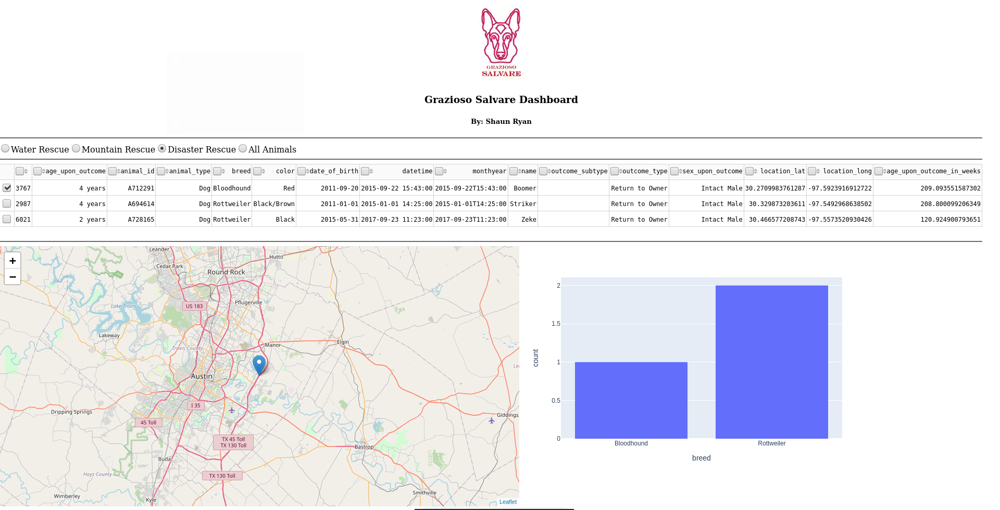 GRAZIOSO
SALVARE
Grazioso Salvare Dashboard
By: Shaun Ryan
Water Rescue Mountain Rescue Disaster Rescue All Animals
age_upon_outcome animal_id animal_type breed color date_of_birth datetime monthyear name outcome_subtype outcome_type sex_upon_outcome location_lat location_long age_upon_outcome_in_weeks
3767 4 years A712291 Dog Bloodhound Red 2011-09-20 2015-09-22 15:43:00 2015-09-22T15:43:00 Boomer Return to Owner Intact Male 30.2709983761287 -97.5923916912722 209.093551587302
2987 4 years A694614 Dog Rottweiler Black/Brown 2011-01-01 2015-01-01 14:25:00 2015-01-01T14:25:00 Striker Return to Owner Intact Male 30.329873203611 -97.5492968638502 208.800099206349
6021 2 years A728165 Dog Rottweiler Black 2015-05-31 2017-09-23 11:23:00 2017-09-23T11:23:00 Zeke Return to Owner Intact Male 30.466577208743 -97.5573520930426 120.924900793651
+
−
Leander
Hutto
Cedar Park
Round Rock
Pflugerville
US 183
Lake Travis
Lakeway
Travis County
Manor
Elgin
Austin
I 35
Dripping Springs
45 Toll
Giddings
TX 45 Toll
TX 130 Toll
Bastrop
Buda
Hays County
TX 130 Toll
Wimberley
Kyle
Smithville
Leaflet
2
1.5
1
0.5
0
count
Bloodhound Rottweiler
breed